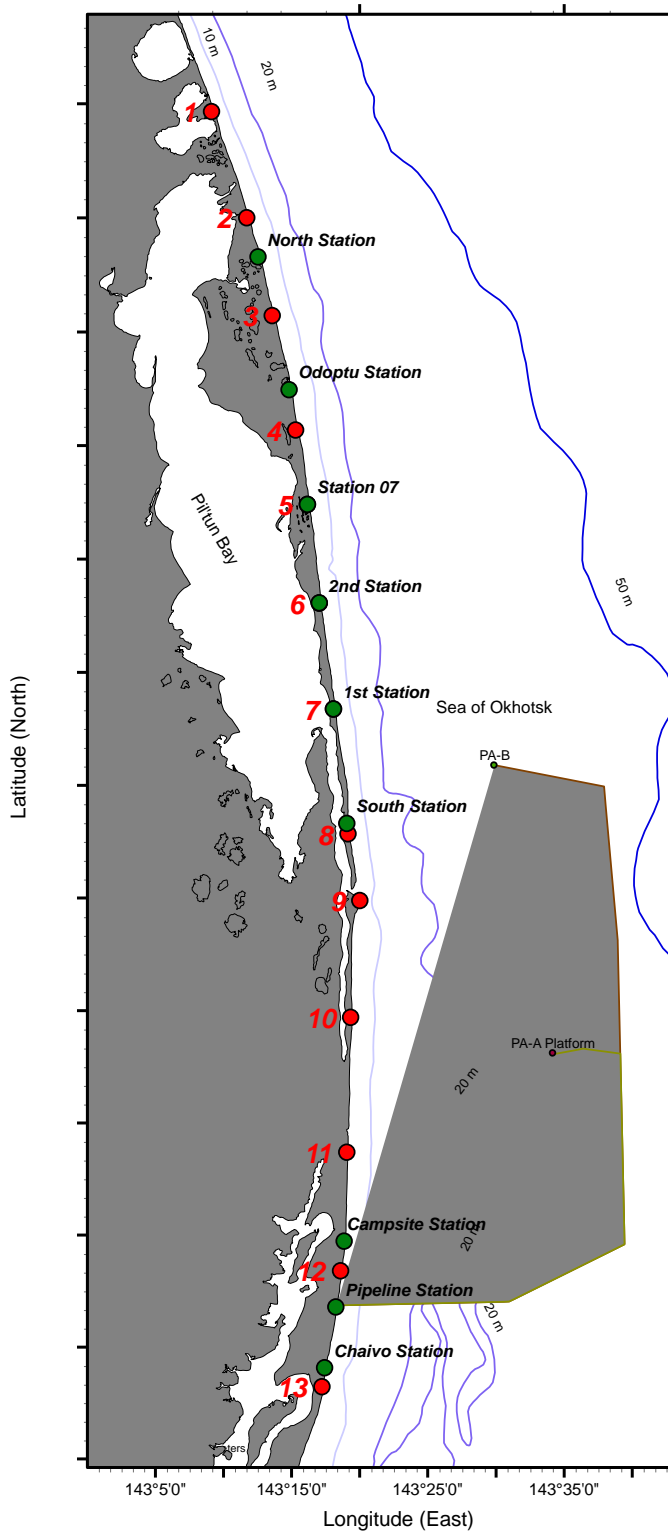 10 m
20 m
1
2
North Station
3
Odoptu Station
4
Station 07
5
Pil'tun Bay
2nd Station
6
50 m
1st Station
7
Sea of Okhotsk
PA-B
South Station
8
9
10
PA-A Platform
20 m
11
Campsite Station
20 m
12
Pipeline Station
20 m
Chaivo Station
13
ters
143°5'0"
143°15'0"
143°25'0"
143°35'0"
Longitude (East)
Latitude (North)